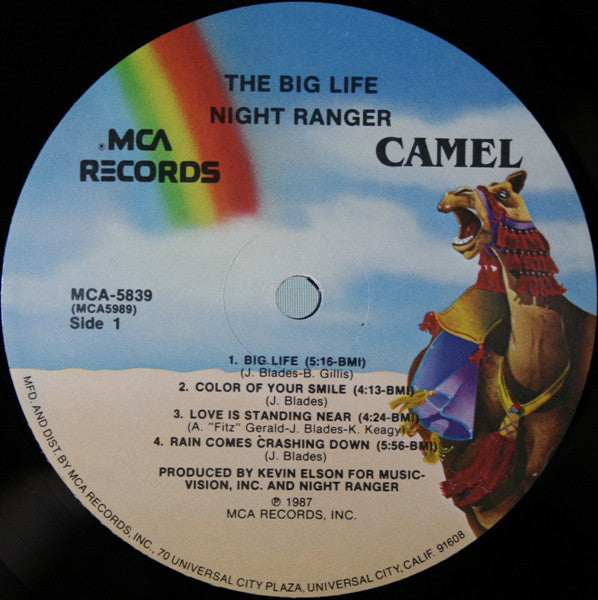 THE BIG LIFE
NIGHT RANGER
®MCA
RECORDS
CAMEL
MCA-5839
(MCA5989)
Side 1
1. BIG LIFE (5:16-BMI)
(J. Blades-B. Gillis)
2. COLOR OF YOUR SMILE (4:13-BMI)
(J. Blades)
3. LOVE IS STANDING NEAR (4:24-BMI)
(A. "Fitz" Gerald-J. Blades-K. Keagy)
4. RAIN COMES CRASHING DOWN (5:56-BMI)
(J. Blades)
PRODUCED BY KEVIN ELSON FOR MUSIC-
VISION, INC. AND NIGHT RANGER
℗ 1987
MCA RECORDS, INC.
MFD. AND DIST. BY MCA RECORDS, INC., 70 UNIVERSAL CITY PLAZA, UNIVERSAL CITY, CALIF. 91608